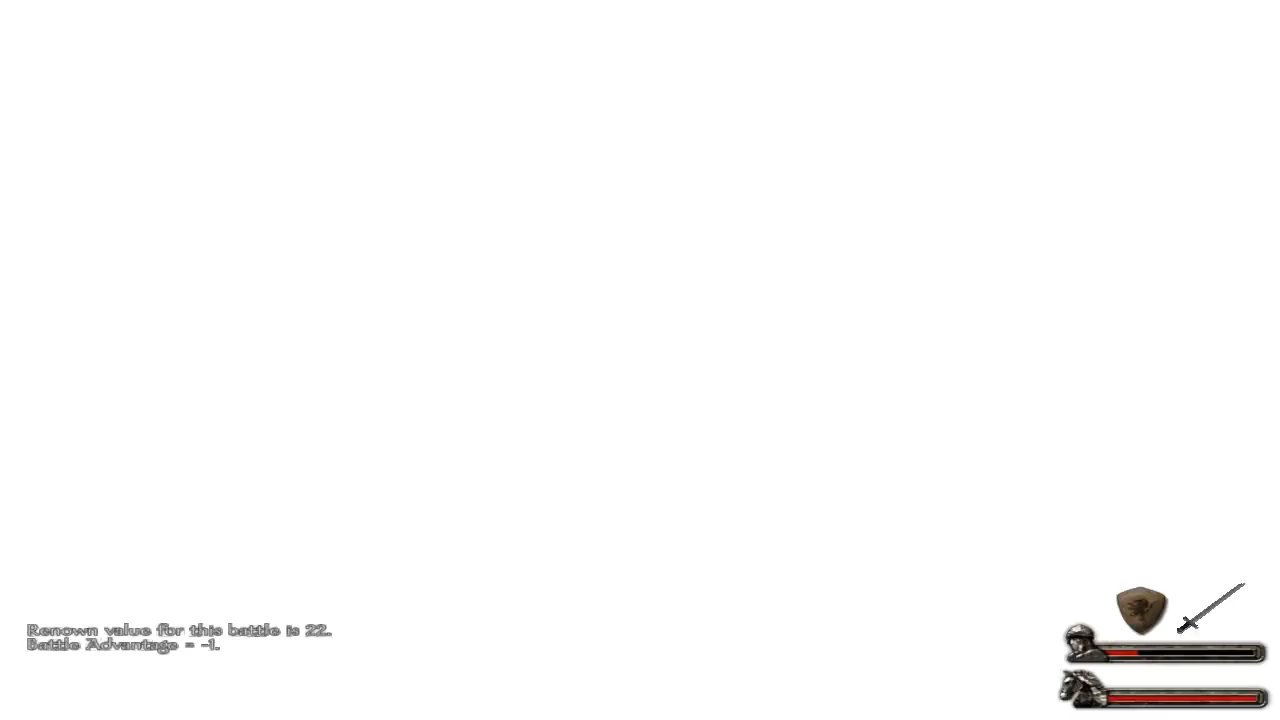 Renown value for this battle is 22.
Battle Advantage = -1.